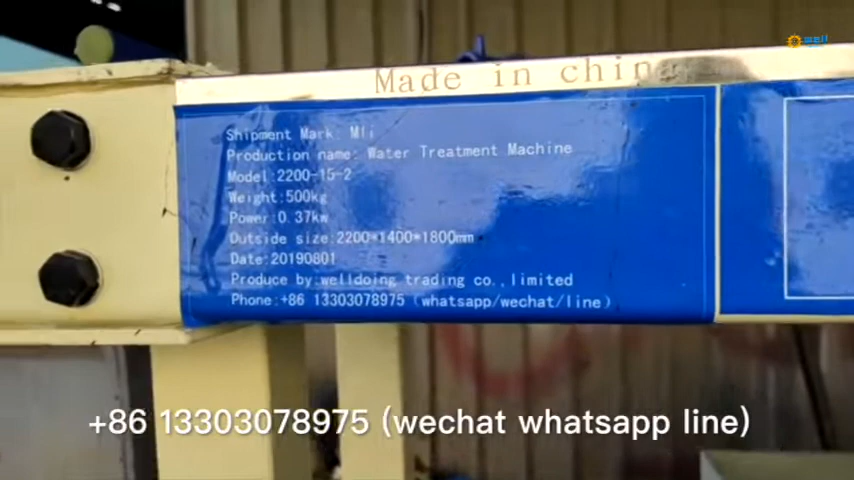 well
Made in china
Shipment Mark: Mli
Production name: Water Treatment Machine
Model:2200-15-2
Weight:500kg
Power:0.37kw
Outside size:2200*1400*1800mm
Date:20190801
Produce by:welldoing trading co.,limited
Phone:+86 13303078975 (whatsapp/wechat/line)
+86 13303078975 (wechat whatsapp line)